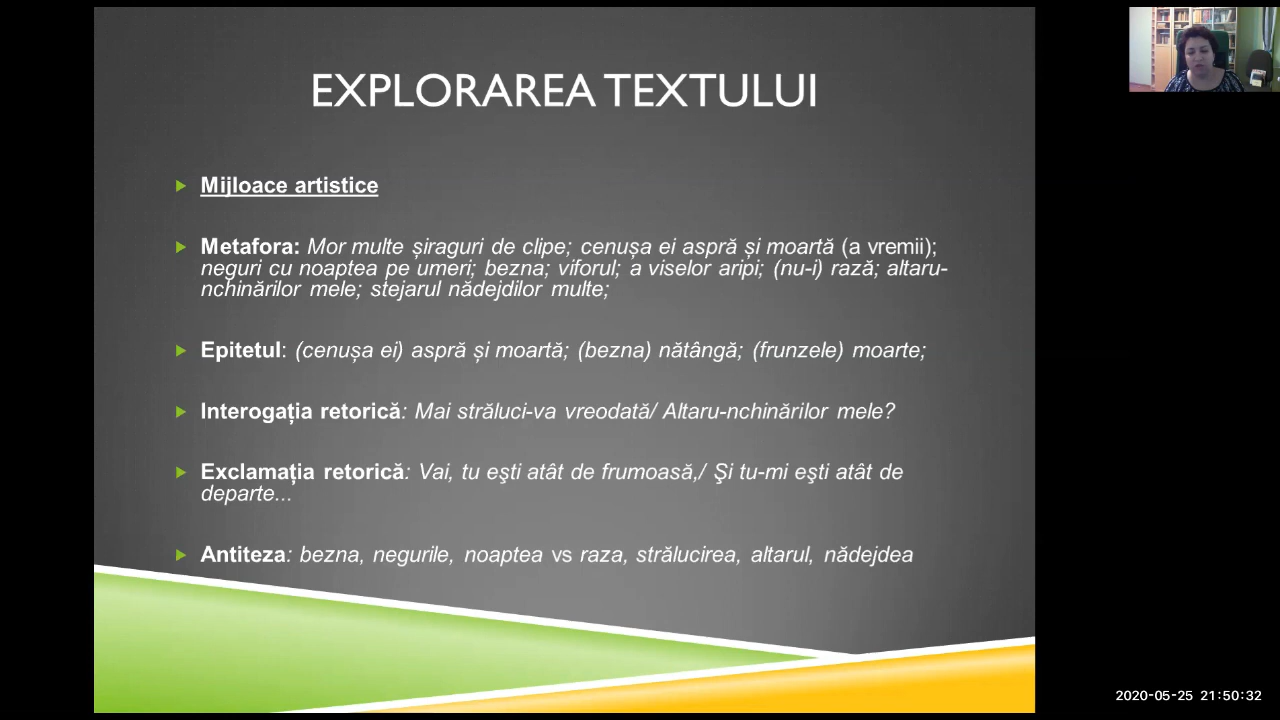 EXPLORAREA TEXTULUI
Mijloace artistice
Metafora: Mor multe șiraguri de clipe; cenușa ei aspră și moartă (a vremii);
neguri cu noaptea pe umeri; bezna; viforul; a viselor aripi; (nu-i) rază; altaru-
nchinărilor mele; stejarul nădejdilor multe;
Epitetul: (cenușa ei) aspră și moartă; (bezna) nătângă; (frunzele) moarte;
Interogația retorică: Mai străluci-va vreodată/ Altaru-nchinărilor mele?
Exclamația retorică: Vai, tu eşti atât de frumoasă,/ Şi tu-mi eşti atât de
departe...
Antiteza: bezna, negurile, noaptea vs raza, strălucirea, altarul, nădejdea
2020-05-25 21:50:32